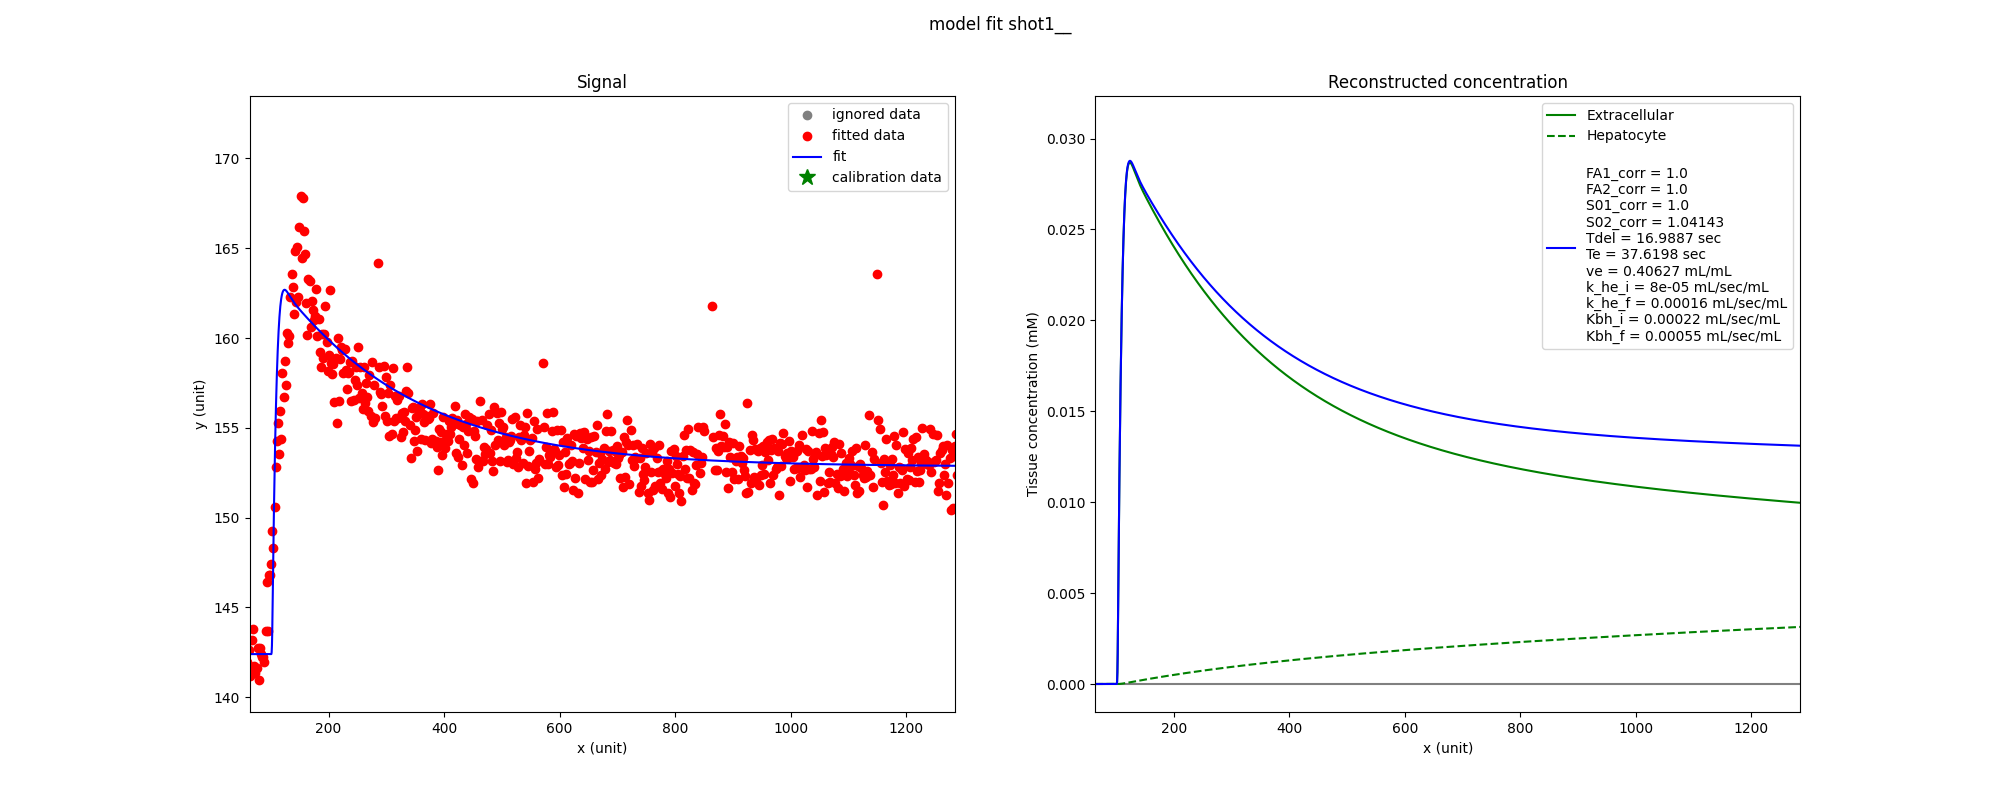 model fit shot1__
Signal
ignored data
fitted data
fit
calibration data
170
165
160
155
150
145
140
y (unit)
200
400
600
800
1000
1200
x (unit)
Reconstructed concentration
Extracellular
Hepatocyte
FA1_corr = 1.0
FA2_corr = 1.0
S01_corr = 1.0
S02_corr = 1.04143
Tdel = 16.9887 sec
Te = 37.6198 sec
ve = 0.40627 mL/mL
k_he_i = 8e-05 mL/sec/mL
k_he_f = 0.00016 mL/sec/mL
Kbh_i = 0.00022 mL/sec/mL
Kbh_f = 0.00055 mL/sec/mL
0.030
0.025
0.020
0.015
0.010
0.005
0.000
Tissue concentration (mM)
200
400
600
800
1000
1200
x (unit)